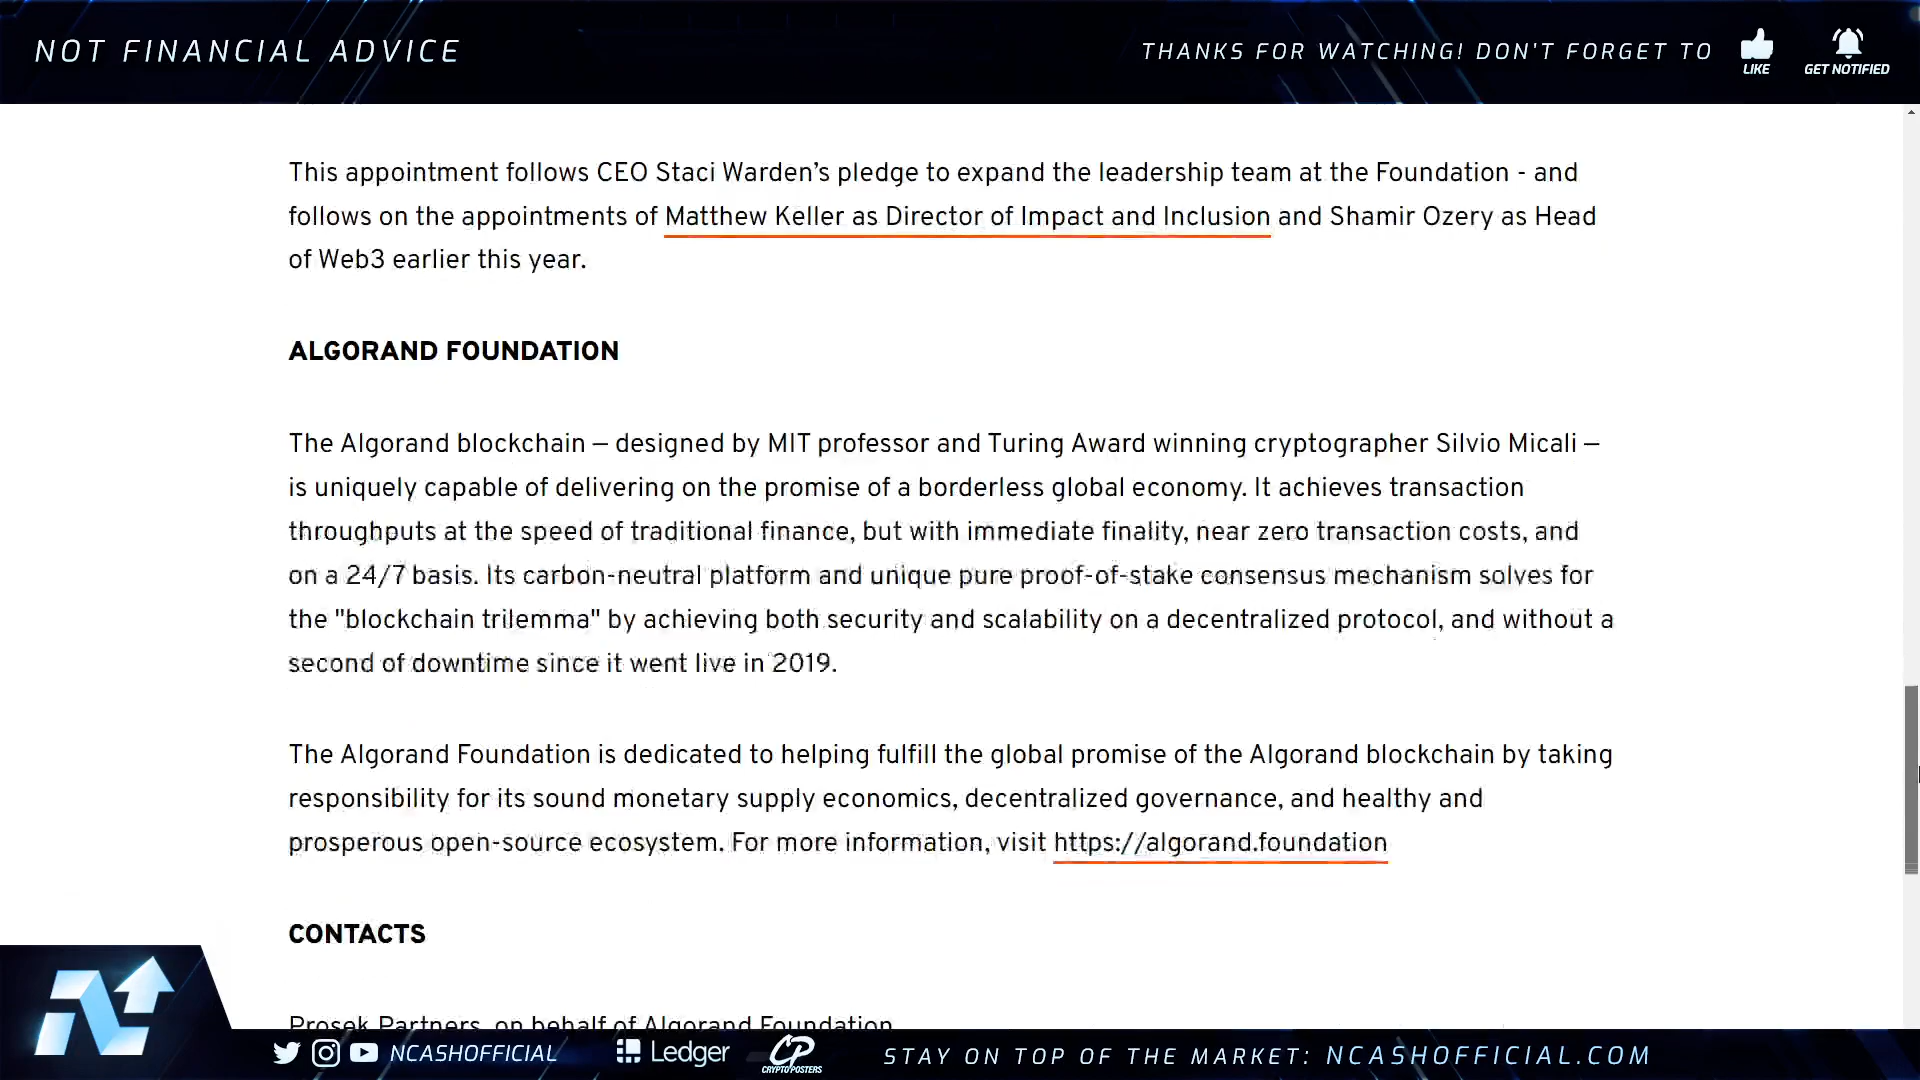 NOT FINANCIAL ADVICE
THANKS FOR WATCHING! DON'T FORGET TO
LIKE
GET NOTIFIED
This appointment follows CEO Staci Warden’s pledge to expand the leadership team at the Foundation - and
follows on the appointments of Matthew Keller as Director of Impact and Inclusion and Shamir Ozery as Head
of Web3 earlier this year.
ALGORAND FOUNDATION
The Algorand blockchain — designed by MIT professor and Turing Award winning cryptographer Silvio Micali —
is uniquely capable of delivering on the promise of a borderless global economy. It achieves transaction
throughputs at the speed of traditional finance, but with immediate finality, near zero transaction costs, and
on a 24/7 basis. Its carbon-neutral platform and unique pure proof-of-stake consensus mechanism solves for
the "blockchain trilemma" by achieving both security and scalability on a decentralized protocol, and without a
second of downtime since it went live in 2019.
The Algorand Foundation is dedicated to helping fulfill the global promise of the Algorand blockchain by taking
responsibility for its sound monetary supply economics, decentralized governance, and healthy and
prosperous open-source ecosystem. For more information, visit https://algorand.foundation
CONTACTS
Prosek Partners, on behalf of Algorand Foundation
NCASHOFFICIAL
Ledger
CP
CRYPTOPOSTERS
STAY ON TOP OF THE MARKET: NCASHOFFICIAL.COM